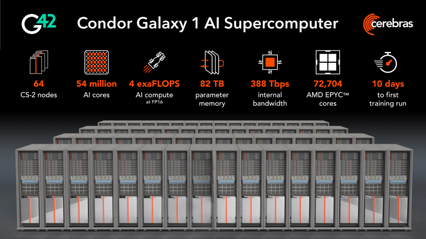 G42
Condor Galaxy 1 AI Supercomputer
cerebras
64
CS-2 nodes
54 million
AI cores
4 exaFLOPS
AI compute
at FP16
82 TB
parameter
memory
388 Tbps
internal
bandwidth
72,704
AMD EPYC™
cores
10 days
to first
training run